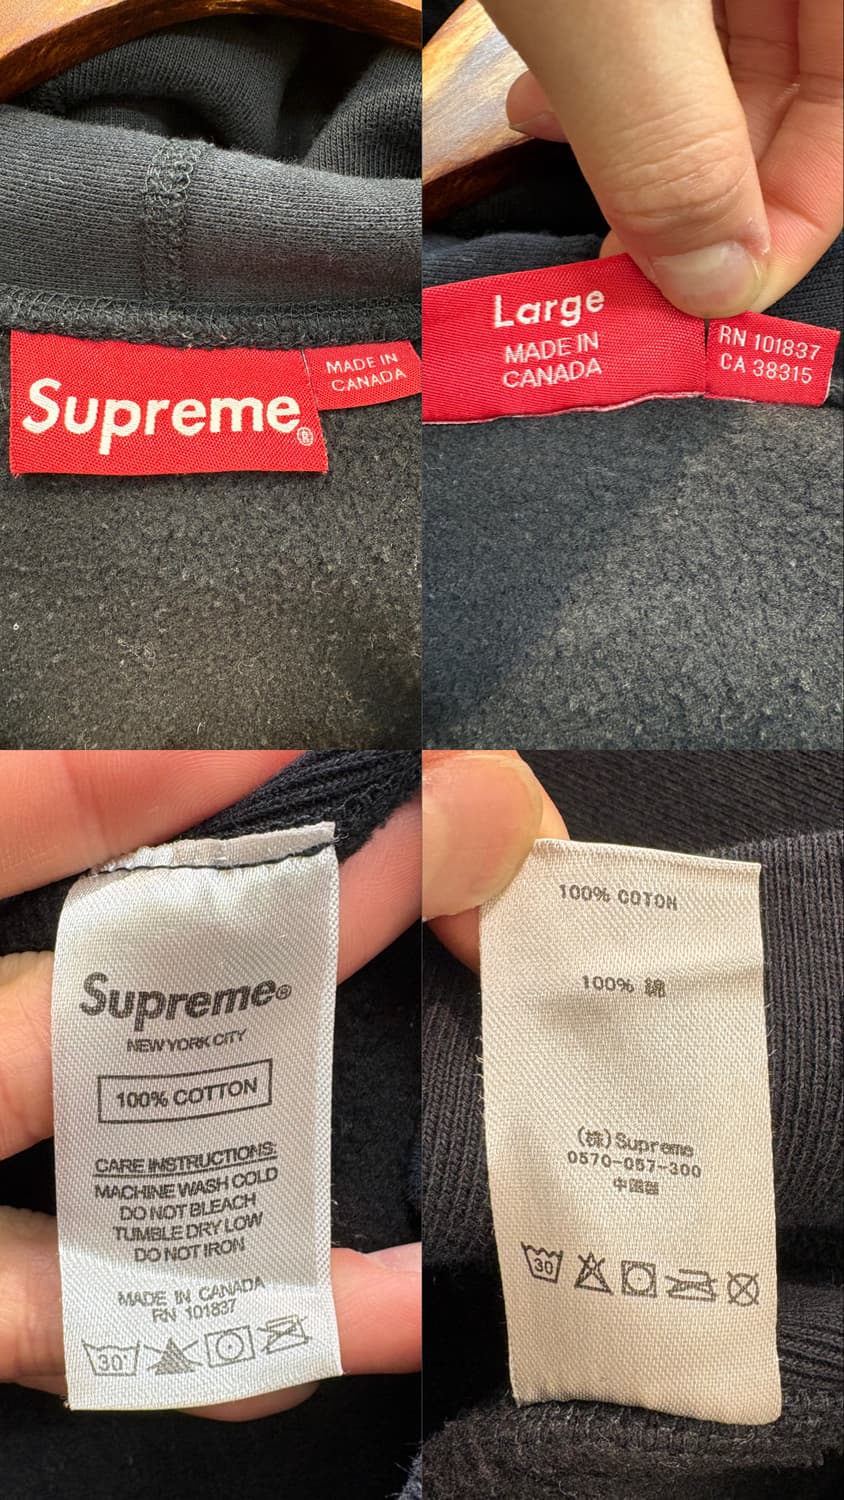 Supreme®
MADE IN
CANADA
Large
MADE IN
CANADA
RN 101837
CA 38315
Supreme®
NEW YORK CITY
100% COTTON
CARE INSTRUCTIONS:
MACHINE WASH COLD
DO NOT BLEACH
TUMBLE DRY LOW
DO NOT IRON
MADE IN CANADA
RN 101837
30°
100% COTON
100% 綿
(株)Supreme
0570-057-300
中国製
30